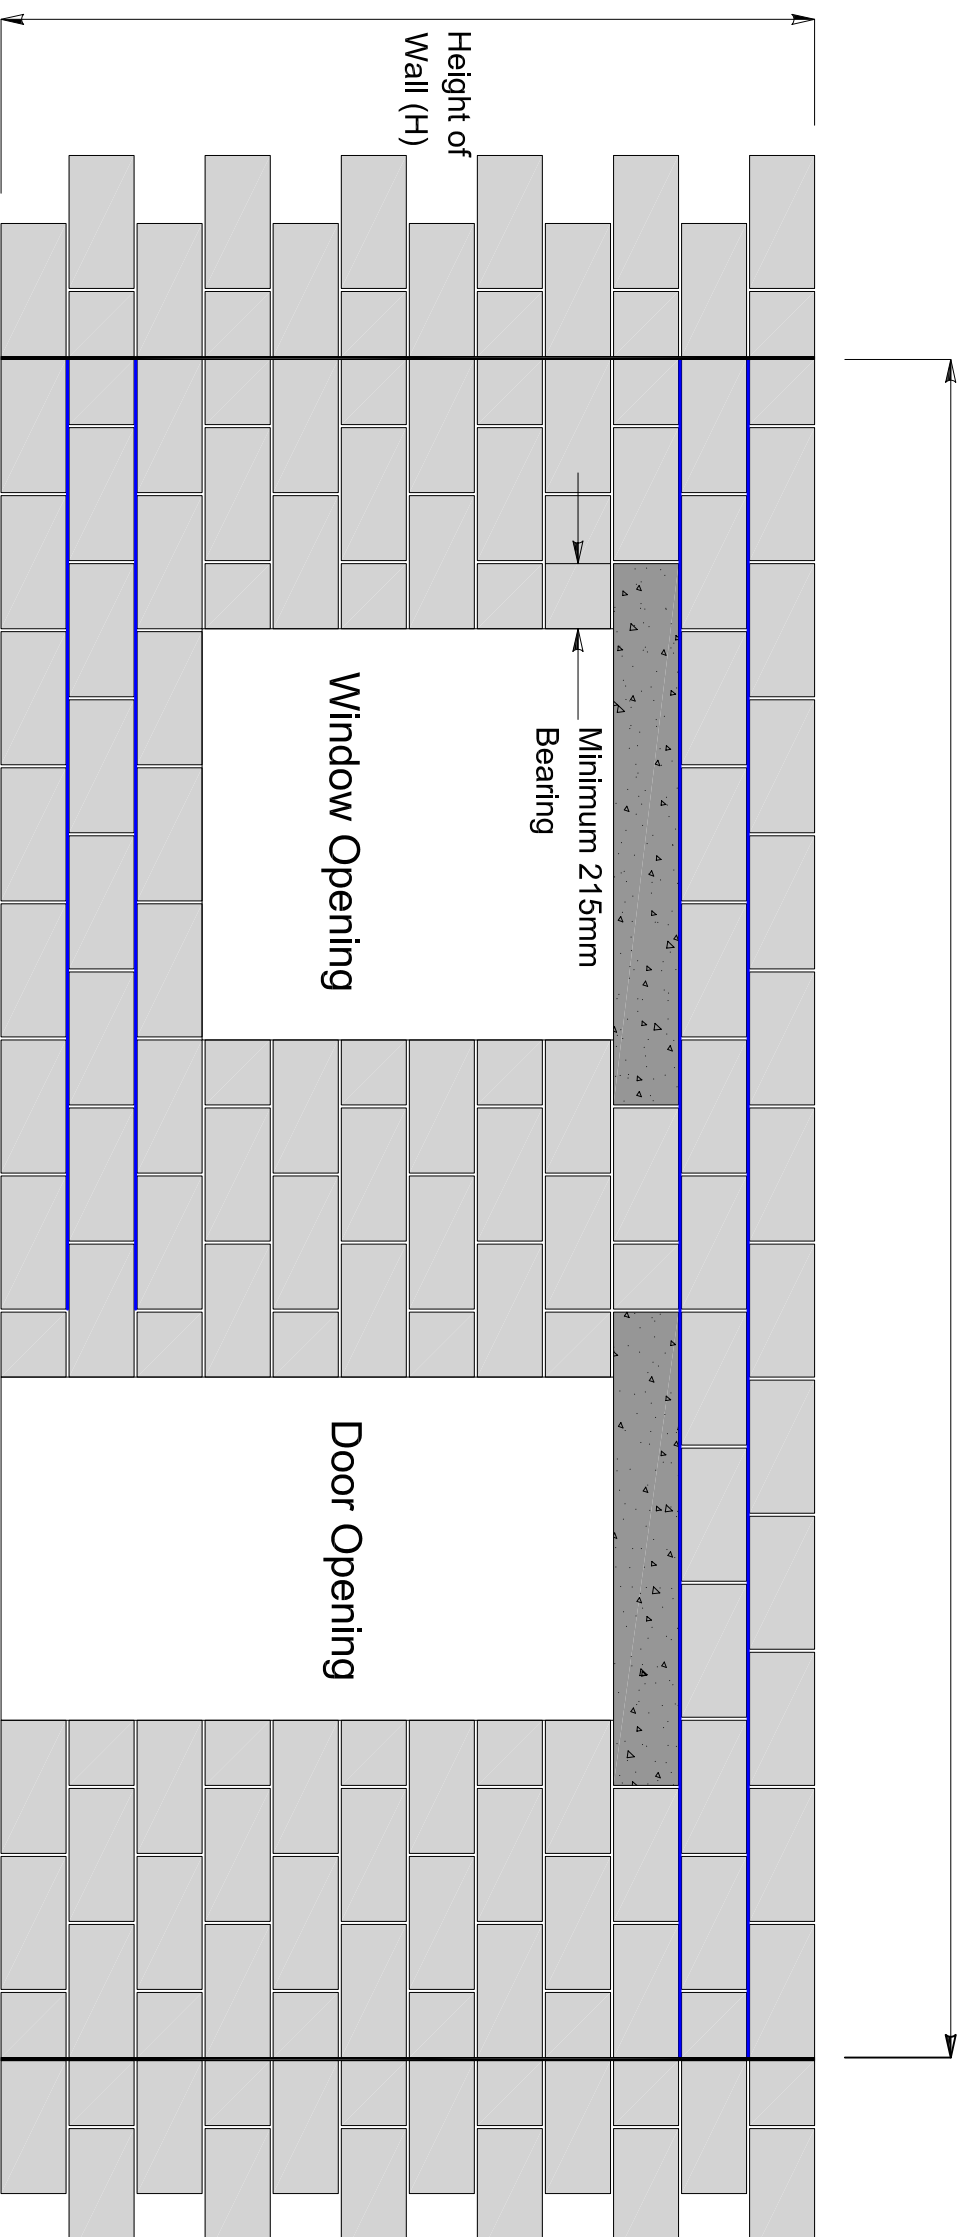 Height of
Wall (H)
Minimum 215mm
Bearing
Window Opening
Door Opening